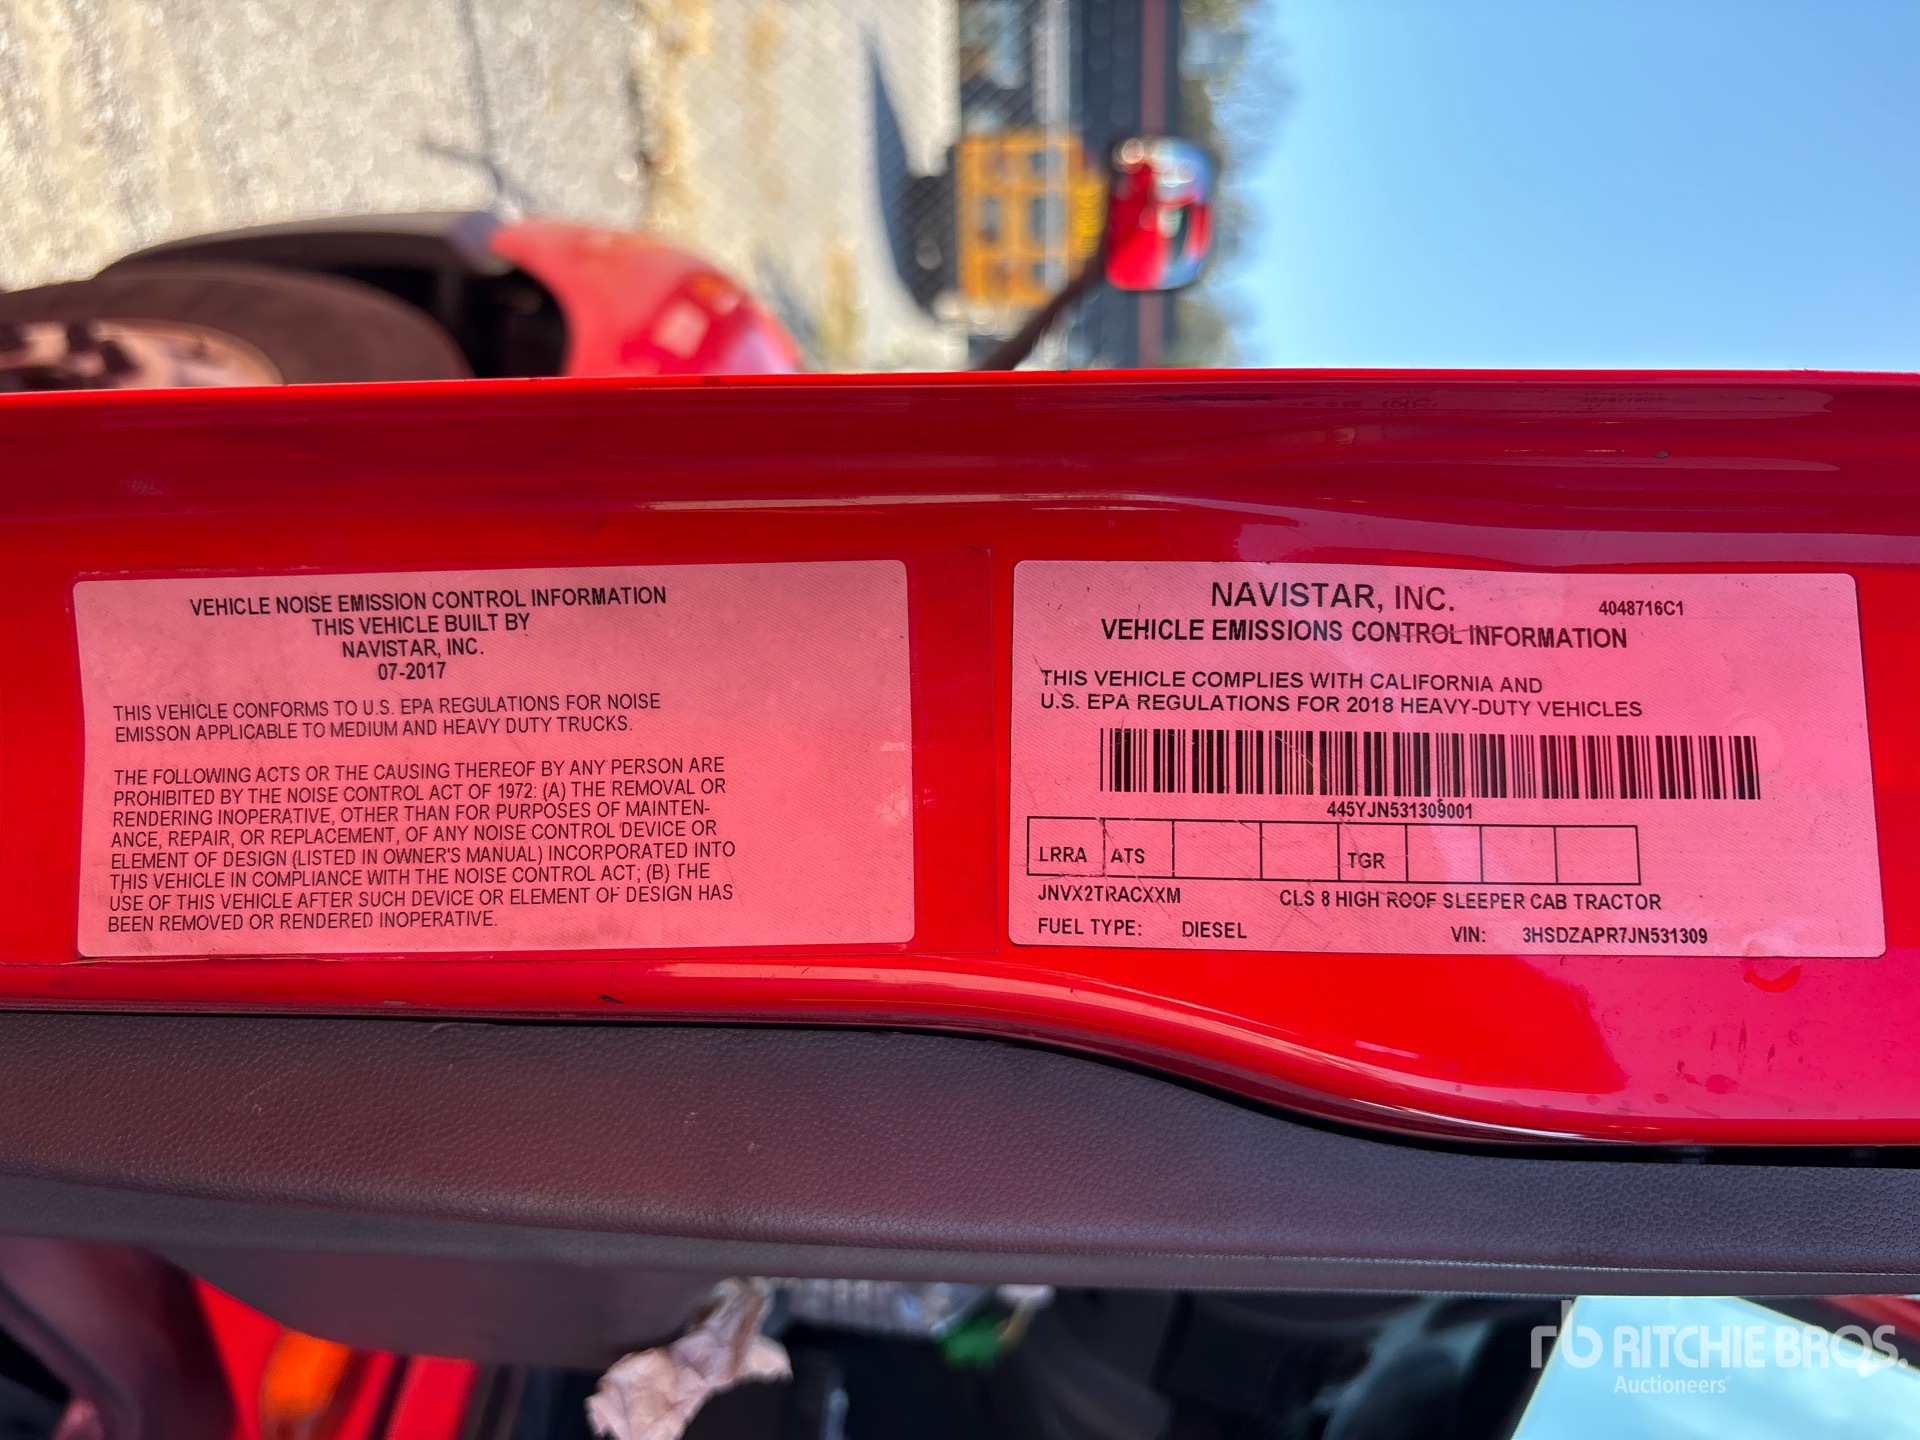 VEHICLE NOISE EMISSION CONTROL INFORMATION
THIS VEHICLE BUILT BY
NAVISTAR, INC.
07-2017
THIS VEHICLE CONFORMS TO U.S. EPA REGULATIONS FOR NOISE
EMISSON APPLICABLE TO MEDIUM AND HEAVY DUTY TRUCKS.
THE FOLLOWING ACTS OR THE CAUSING THEREOF BY ANY PERSON ARE
PROHIBITED BY THE NOISE CONTROL ACT OF 1972: (A) THE REMOVAL OR
RENDERING INOPERATIVE, OTHER THAN FOR PURPOSES OF MAINTEN-
ANCE, REPAIR, OR REPLACEMENT, OF ANY NOISE CONTROL DEVICE OR
ELEMENT OF DESIGN (LISTED IN OWNER'S MANUAL) INCORPORATED INTO
THIS VEHICLE IN COMPLIANCE WITH THE NOISE CONTROL ACT; (B) THE
USE OF THIS VEHICLE AFTER SUCH DEVICE OR ELEMENT OF DESIGN HAS
BEEN REMOVED OR RENDERED INOPERATIVE.
NAVISTAR, INC.
4048716C1
VEHICLE EMISSIONS CONTROL INFORMATION
THIS VEHICLE COMPLIES WITH CALIFORNIA AND
U.S. EPA REGULATIONS FOR 2018 HEAVY-DUTY VEHICLES
445YJN531309001
LRRA ATS TGR
JNVX2TRACXXM CLS 8 HIGH ROOF SLEEPER CAB TRACTOR
FUEL TYPE: DIESEL VIN: 3HSDZAPR7JN531309
rb RITCHIE BROS.
Auctioneers